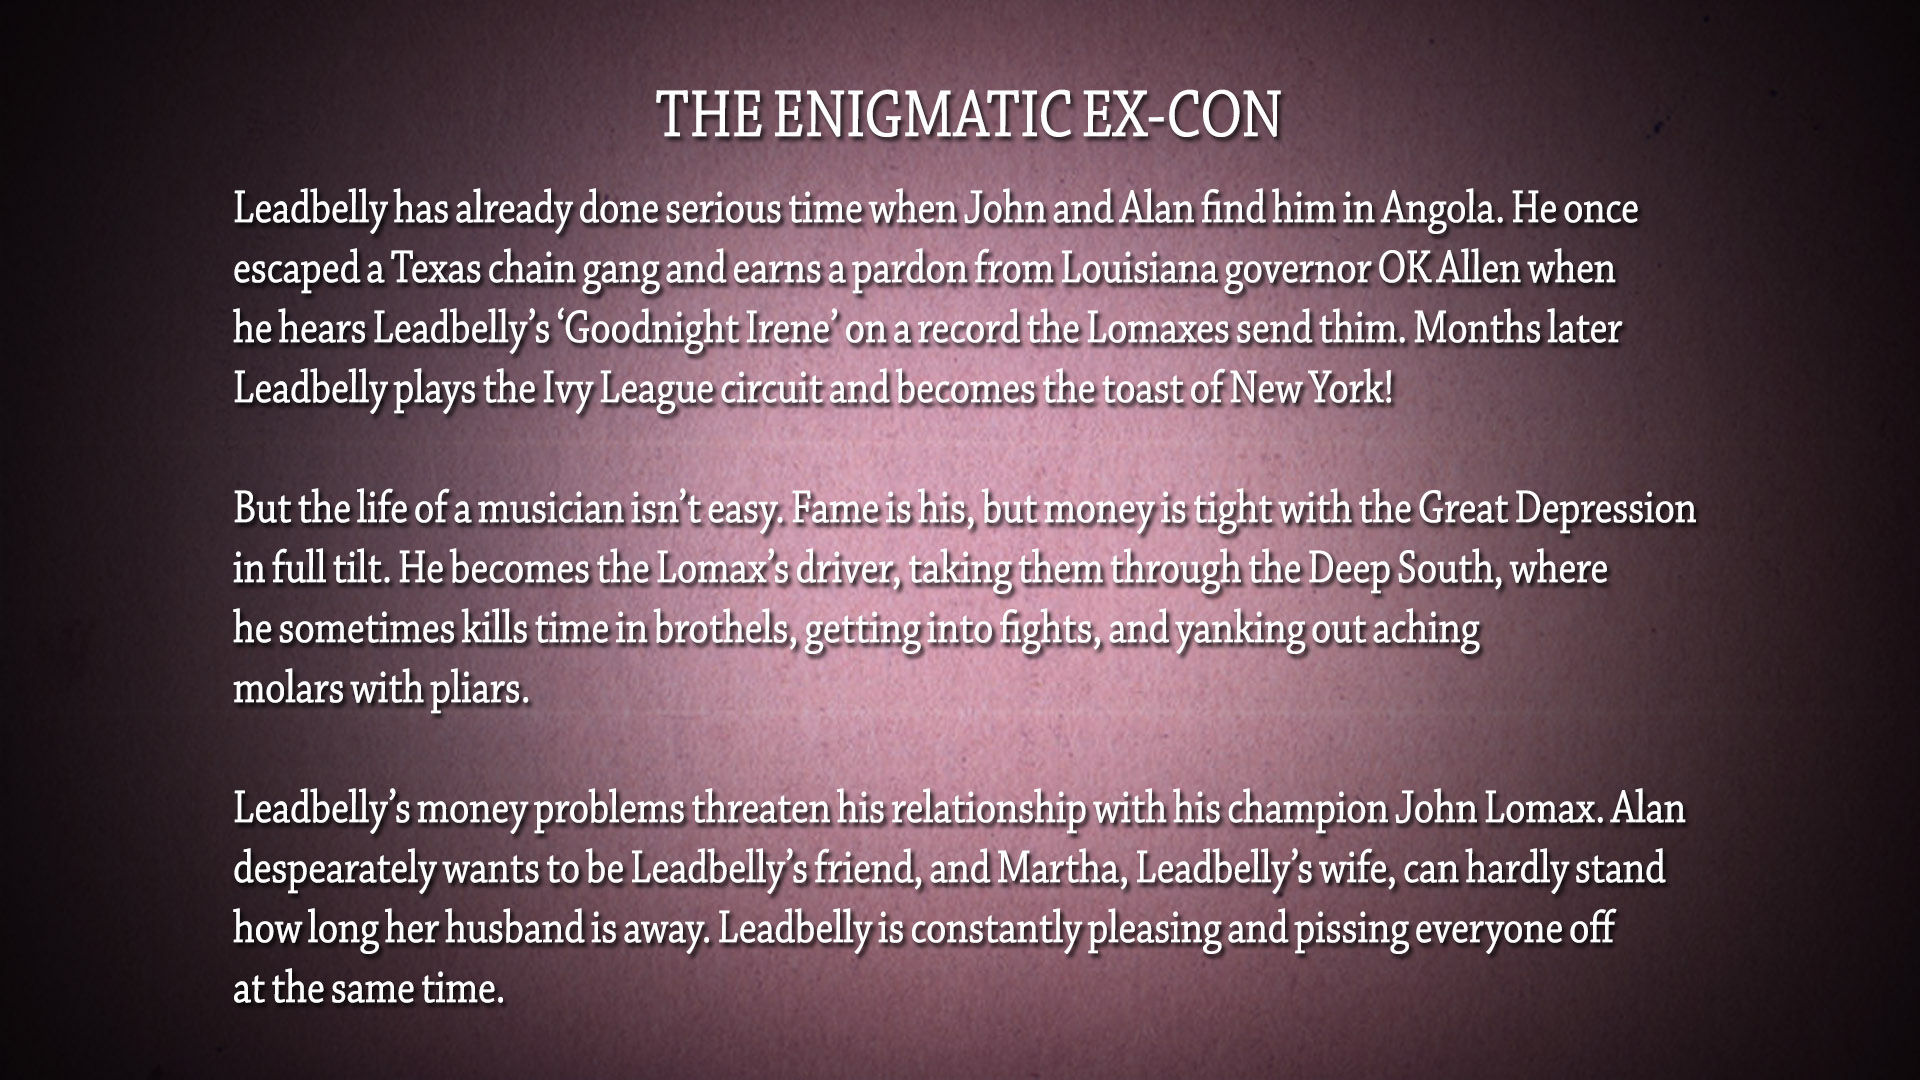 THE ENIGMATIC EX-CON
Leadbelly has already done serious time when John and Alan find him in Angola. He once
escaped a Texas chain gang and earns a pardon from Louisiana governor OK Allen when
he hears Leadbelly’s ‘Goodnight Irene’ on a record the Lomaxes send thim. Months later
Leadbelly plays the Ivy League circuit and becomes the toast of New York!
But the life of a musician isn’t easy. Fame is his, but money is tight with the Great Depression
in full tilt. He becomes the Lomax’s driver, taking them through the Deep South, where
he sometimes kills time in brothels, getting into fights, and yanking out aching
molars with pliars.
Leadbelly’s money problems threaten his relationship with his champion John Lomax. Alan
despearately wants to be Leadbelly’s friend, and Martha, Leadbelly’s wife, can hardly stand
how long her husband is away. Leadbelly is constantly pleasing and pissing everyone off
at the same time.